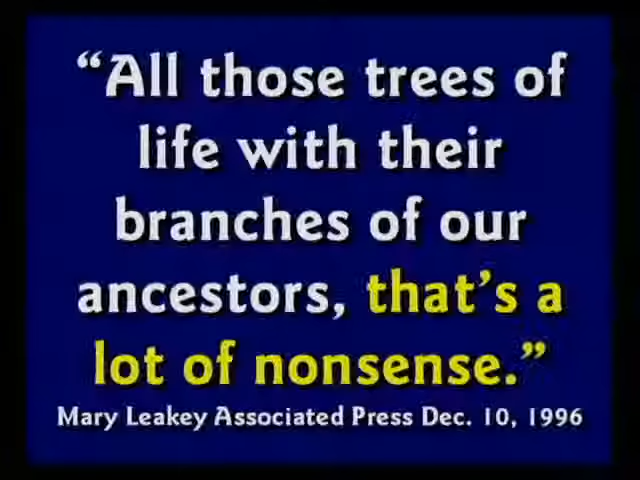 “All those trees of
life with their
branches of our
ancestors, that’s a
lot of nonsense.”
Mary Leakey Associated Press Dec. 10, 1996